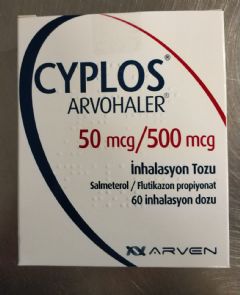 CYPLOS®
ARVOHALER®
50 mcg/500 mcg
İnhalasyon Tozu
Salmeterol / Flutikazon propiyonat
60 inhalasyon dozu
ARVEN